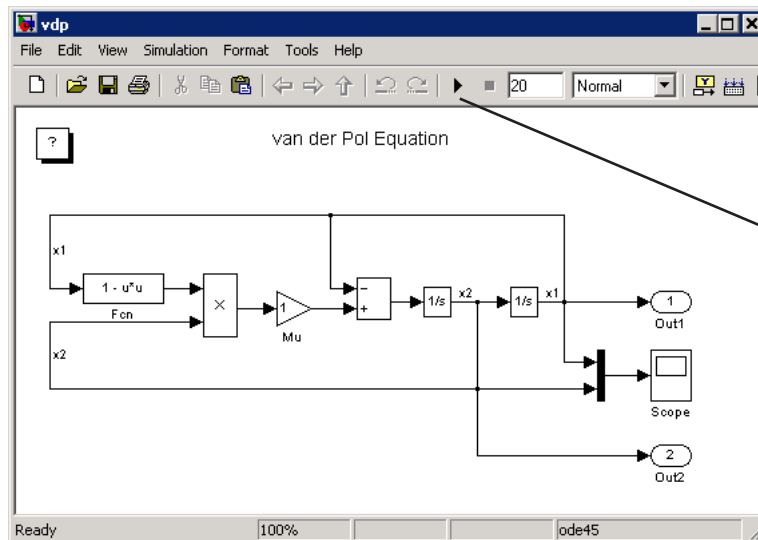 vdp
File Edit View Simulation Format Tools Help
20 Normal
?
van der Pol Equation
x1
1 - u*u
Fcn
×
1
Mu
−
+
1/s
x2
1/s
x1
1
Out1
x2
Scope
2
Out2
Ready 100% ode45